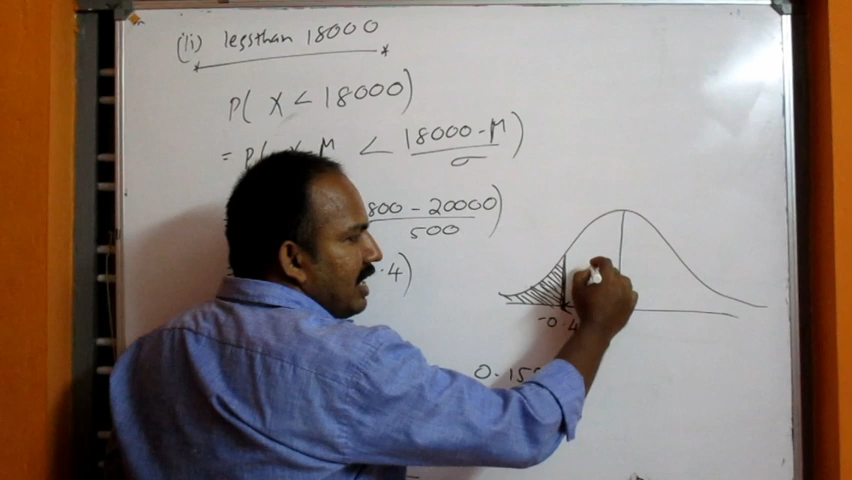 (ii) lessthan 18000
P( X < 18000)
= P( X-M < 18000-M / σ )
800 - 20000 / 500 )
.4)
-0.4
0.15